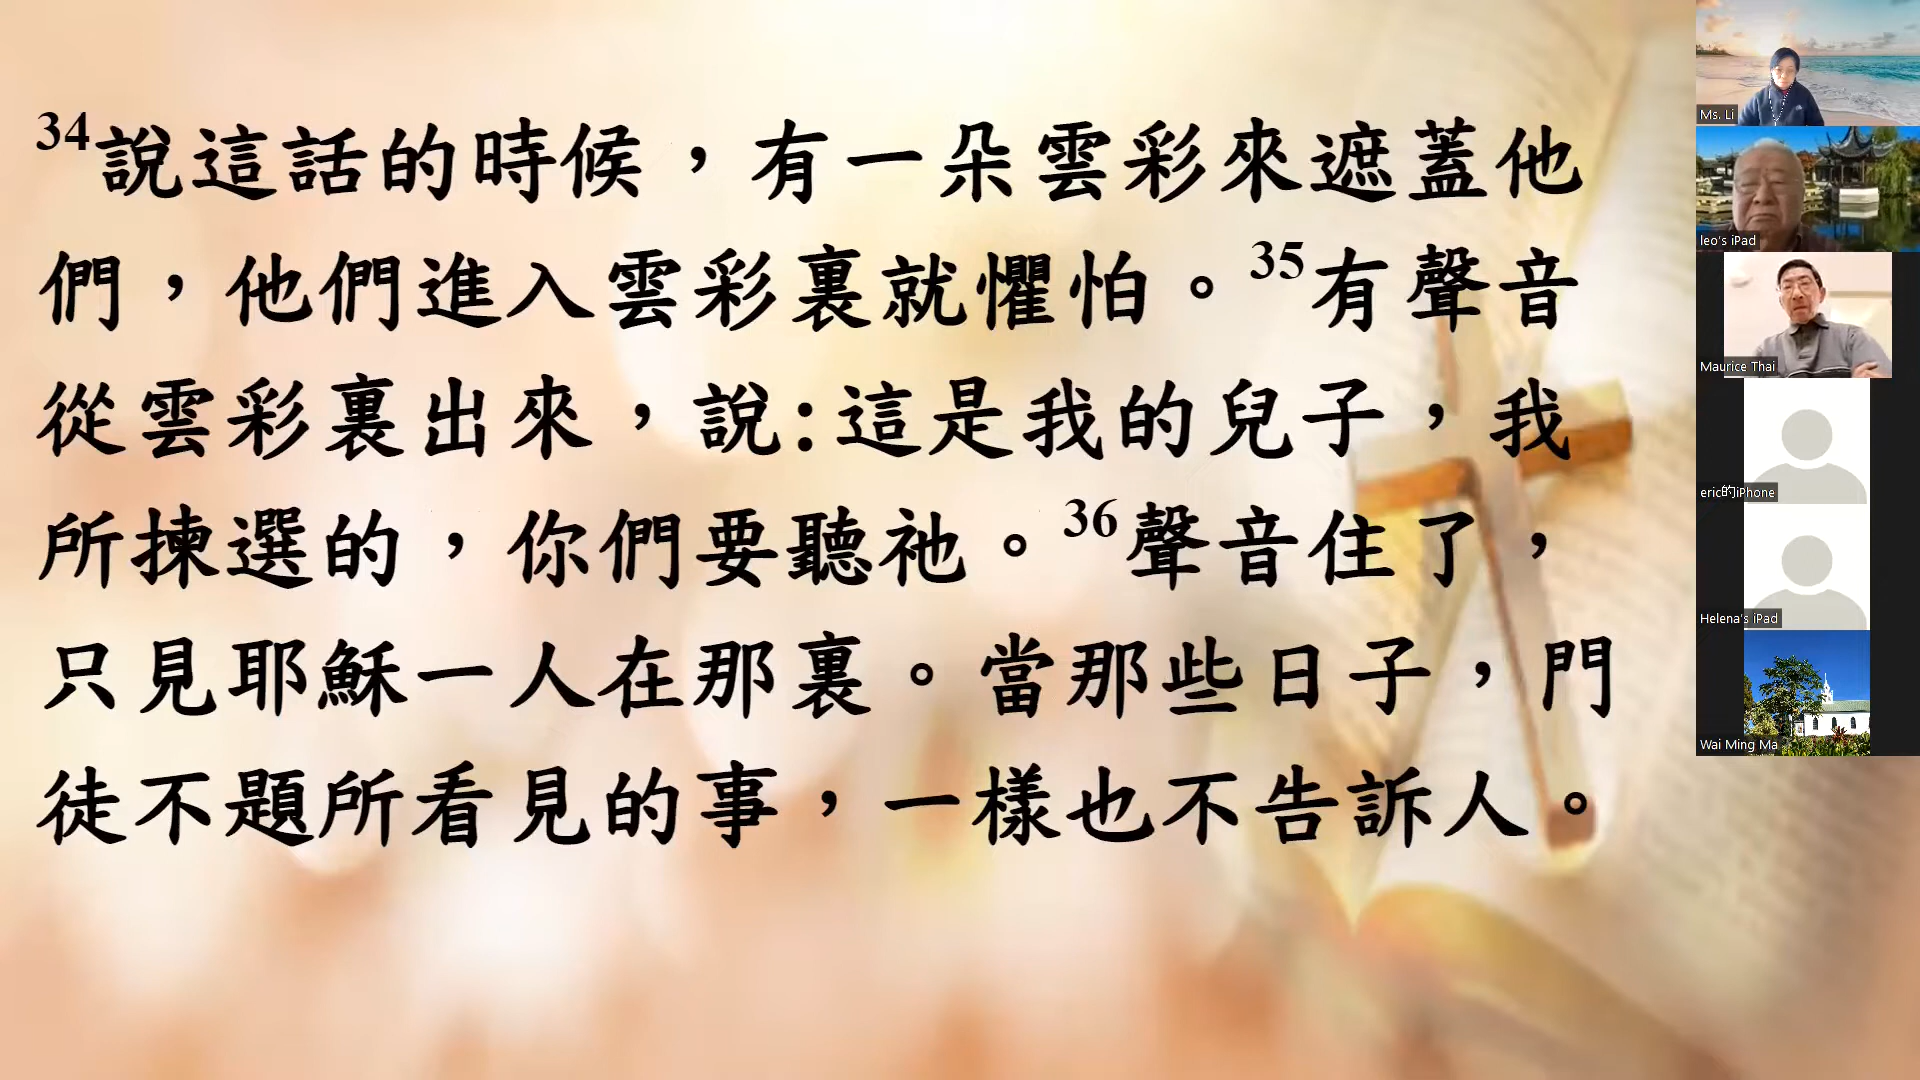 34說這話的時候，有一朵雲彩來遮蓋他
們，他們進入雲彩裏就懼怕。35有聲音
從雲彩裏出來，說:這是我的兒子，我
所揀選的，你們要聽祂。36聲音住了，
只見耶穌一人在那裏。當那些日子，門
徒不題所看見的事，一樣也不告訴人。
Ms. Li
leo's iPad
Maurice Thai
eric的iPhone
Helena's iPad
Wai Ming Ma